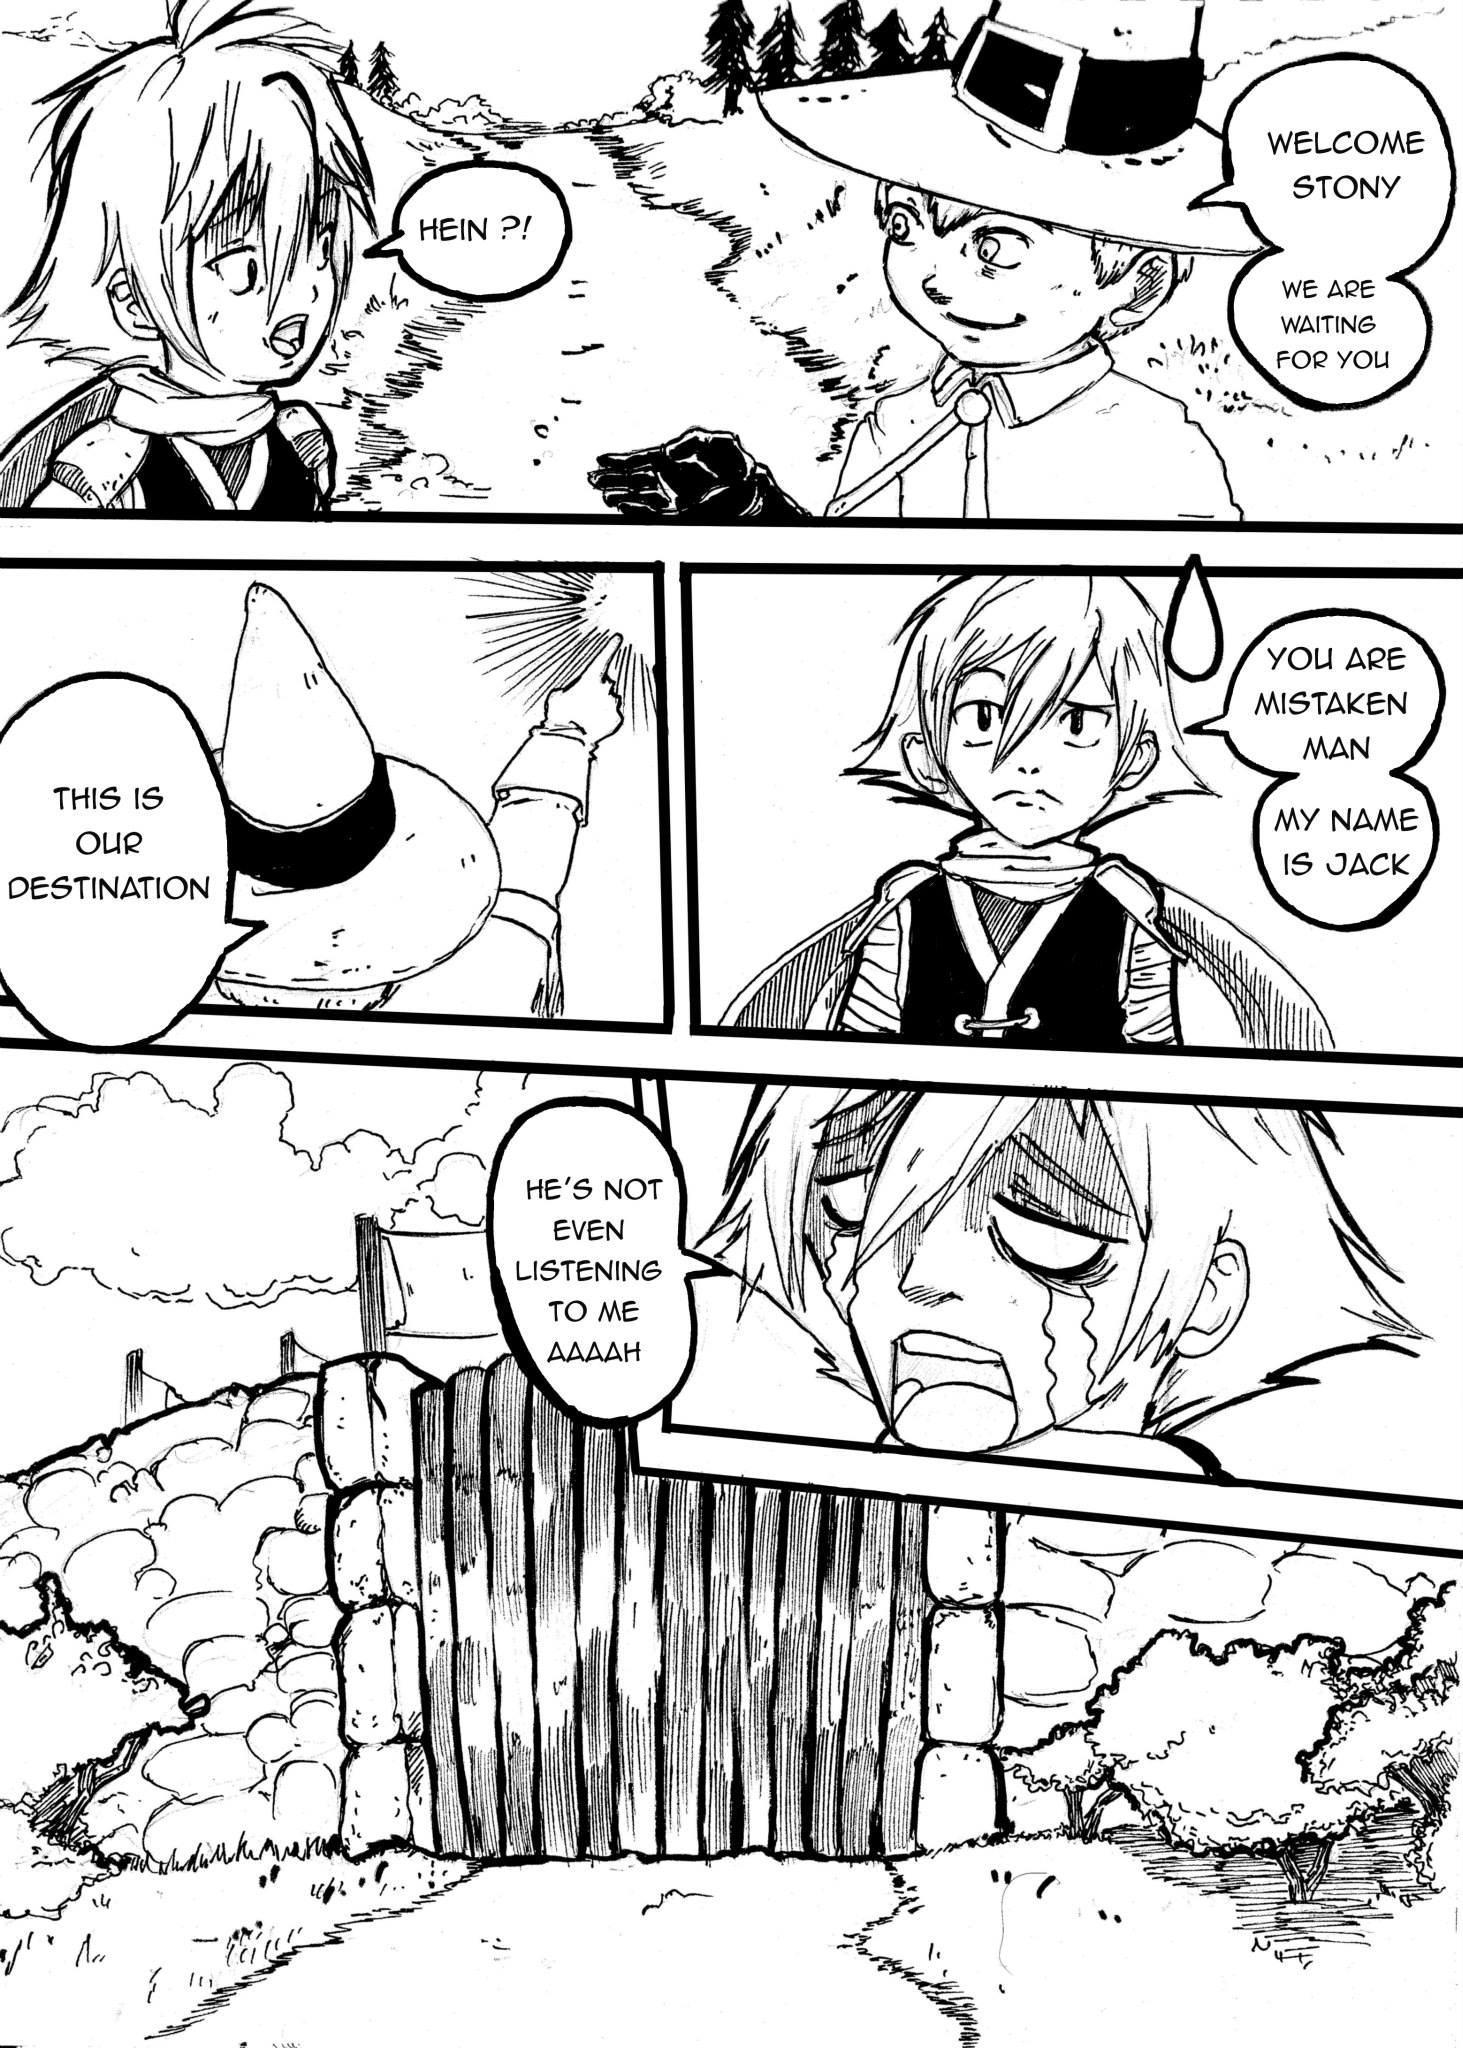 WELCOME
STONY
WE ARE
WAITING
FOR YOU
HEIN ?!
YOU ARE
MISTAKEN
MAN
MY NAME
IS JACK
THIS IS
OUR
DESTINATION
HE'S NOT
EVEN
LISTENING
TO ME
AAAAH